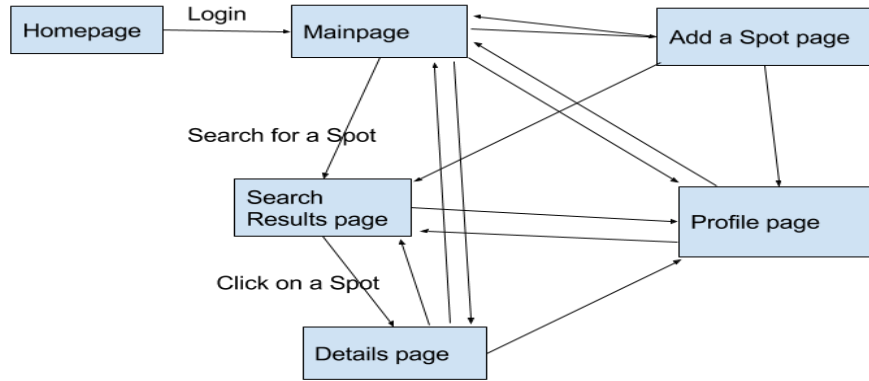 Login
Homepage
Mainpage
Add a Spot page
Search for a Spot
Search
Results page
Profile page
Click on a Spot
Details page